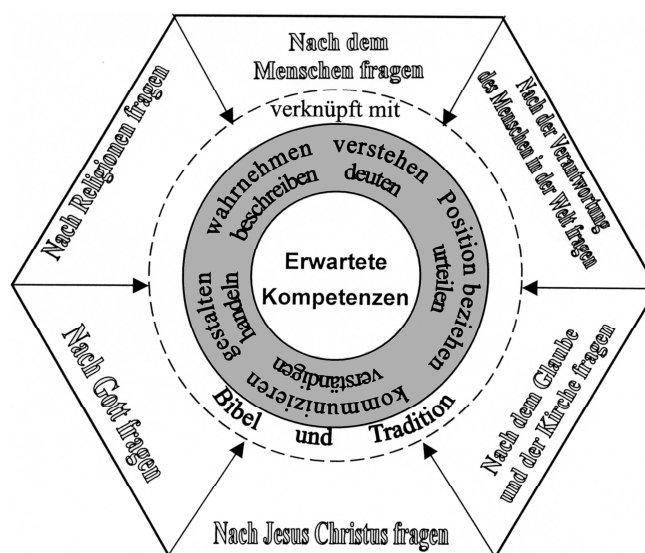 Nach dem
Menschen fragen
Nach der Verantwortung
des Menschen in der Welt fragen
Nach dem Glaube
und der Kirche fragen
Nach Jesus Christus fragen
Nach Gott fragen
Nach Religionen fragen
verknüpft mit
Bibel und Tradition
wahrnehmen
beschreiben
verstehen
deuten
Position beziehen
urteilen
kommunizieren
verständigen
gestalten
handeln
Erwartete
Kompetenzen